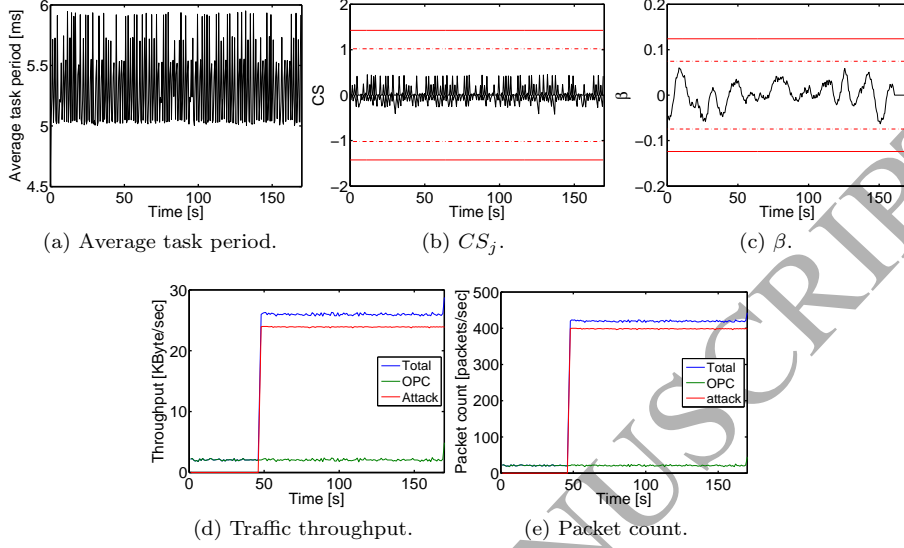 6
5.5
5
4.5
Average task period [ms]
50
100
150
Time [s]
(a) Average task period.
2
1
0
−1
−2
CS
0
50
100
150
Time [s]
(b) CSj.
0.2
0.1
0
−0.1
−0.2
β
0
50
100
150
Time [s]
(c) β.
30
20
10
0
Throughput [KByte/sec]
Total
OPC
Attack
50
100
150
Time [s]
(d) Traffic throughput.
500
400
300
200
100
0
Packet count [packets/sec]
Total
OPC
attack
50
100
150
Time [s]
(e) Packet count.
NUSCRIPT